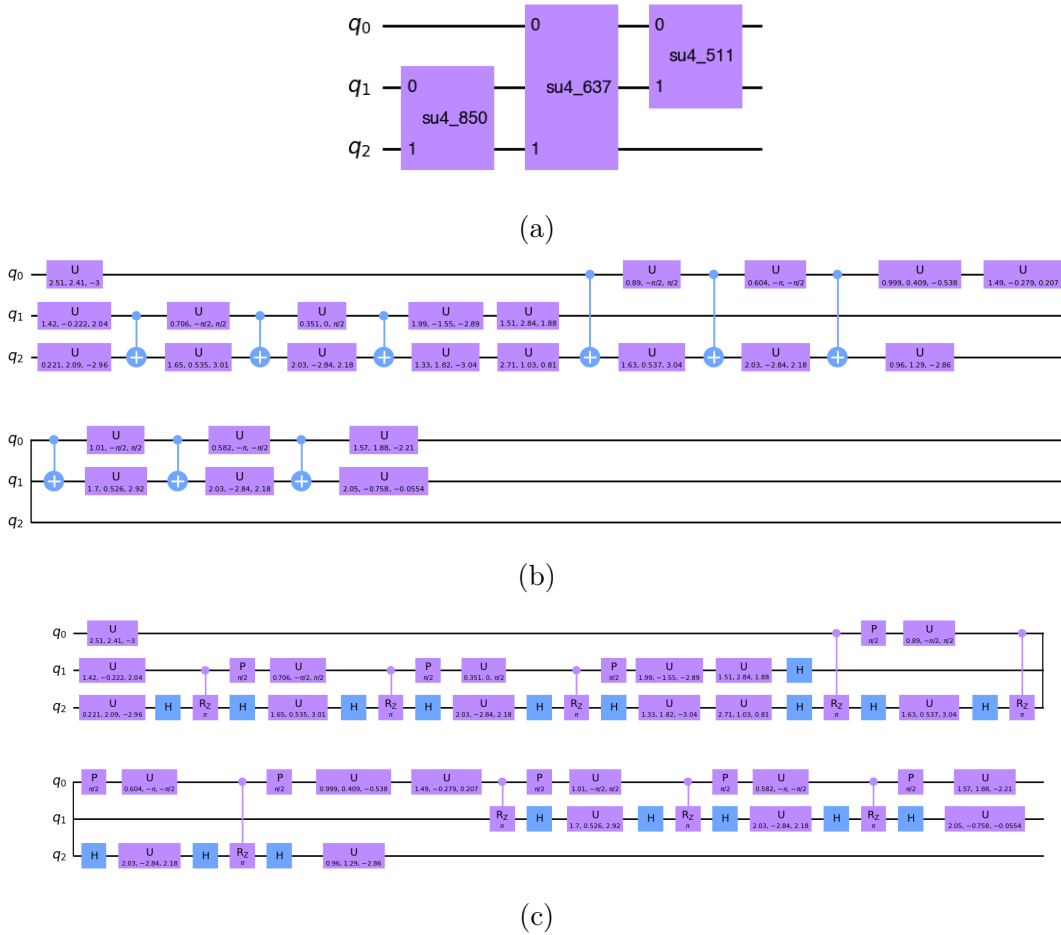 q0 0 0
su4_511
q1 0 su4_637 1
su4_850
q2 1 1
(a)
q0 U U U U U
2.51, 2.41, −3 0.89, −π/2, π/2 0.604, −π, −π/2 0.999, 0.409, −0.538 1.49, −0.279, 0.207
q1 U U U U U
1.42, −0.222, 2.04 0.706, −π/2, π/2 0.351, 0, π/2 1.99, −1.55, −2.89 1.51, 2.84, 1.88
q2 U U U U U U U U
0.221, 2.09, −2.96 1.65, 0.535, 3.01 2.03, −2.84, 2.18 1.33, 1.82, −3.04 2.71, 1.03, 0.81 1.63, 0.537, 3.04 2.03, −2.84, 2.18 0.96, 1.29, −2.86
q0 U U U
1.01, −π/2, π/2 0.582, −π, −π/2 1.57, 1.88, −2.21
q1 U U U
1.7, 0.526, 2.92 2.03, −2.84, 2.18 2.05, −0.758, −0.0554
q2
(b)
q0 U P U
2.51, 2.41, −3 π/2 0.89, −π/2, π/2
q1 U P U P U P U U H
1.42, −0.222, 2.04 π/2 0.706, −π/2, π/2 π/2 0.351, 0, π/2 π/2 1.99, −1.55, −2.89 1.51, 2.84, 1.88
q2 U H RZ H U H RZ H U H RZ H U U H RZ H U H RZ
0.221, 2.09, −2.96 π 1.65, 0.535, 3.01 π 2.03, −2.84, 2.18 π 1.33, 1.82, −3.04 2.71, 1.03, 0.81 π 1.63, 0.537, 3.04 π
q0 P U P U U P U P U P U
π/2 0.604, −π, −π/2 π/2 0.999, 0.409, −0.538 1.49, −0.279, 0.207 π/2 1.01, −π/2, π/2 π/2 0.582, −π, −π/2 π/2 1.57, 1.88, −2.21
q1 RZ H U H RZ H U H RZ H U
π 1.7, 0.526, 2.92 π 2.03, −2.84, 2.18 π 2.05, −0.758, −0.0554
q2 H U H RZ H U
2.03, −2.84, 2.18 π 0.96, 1.29, −2.86
(c)